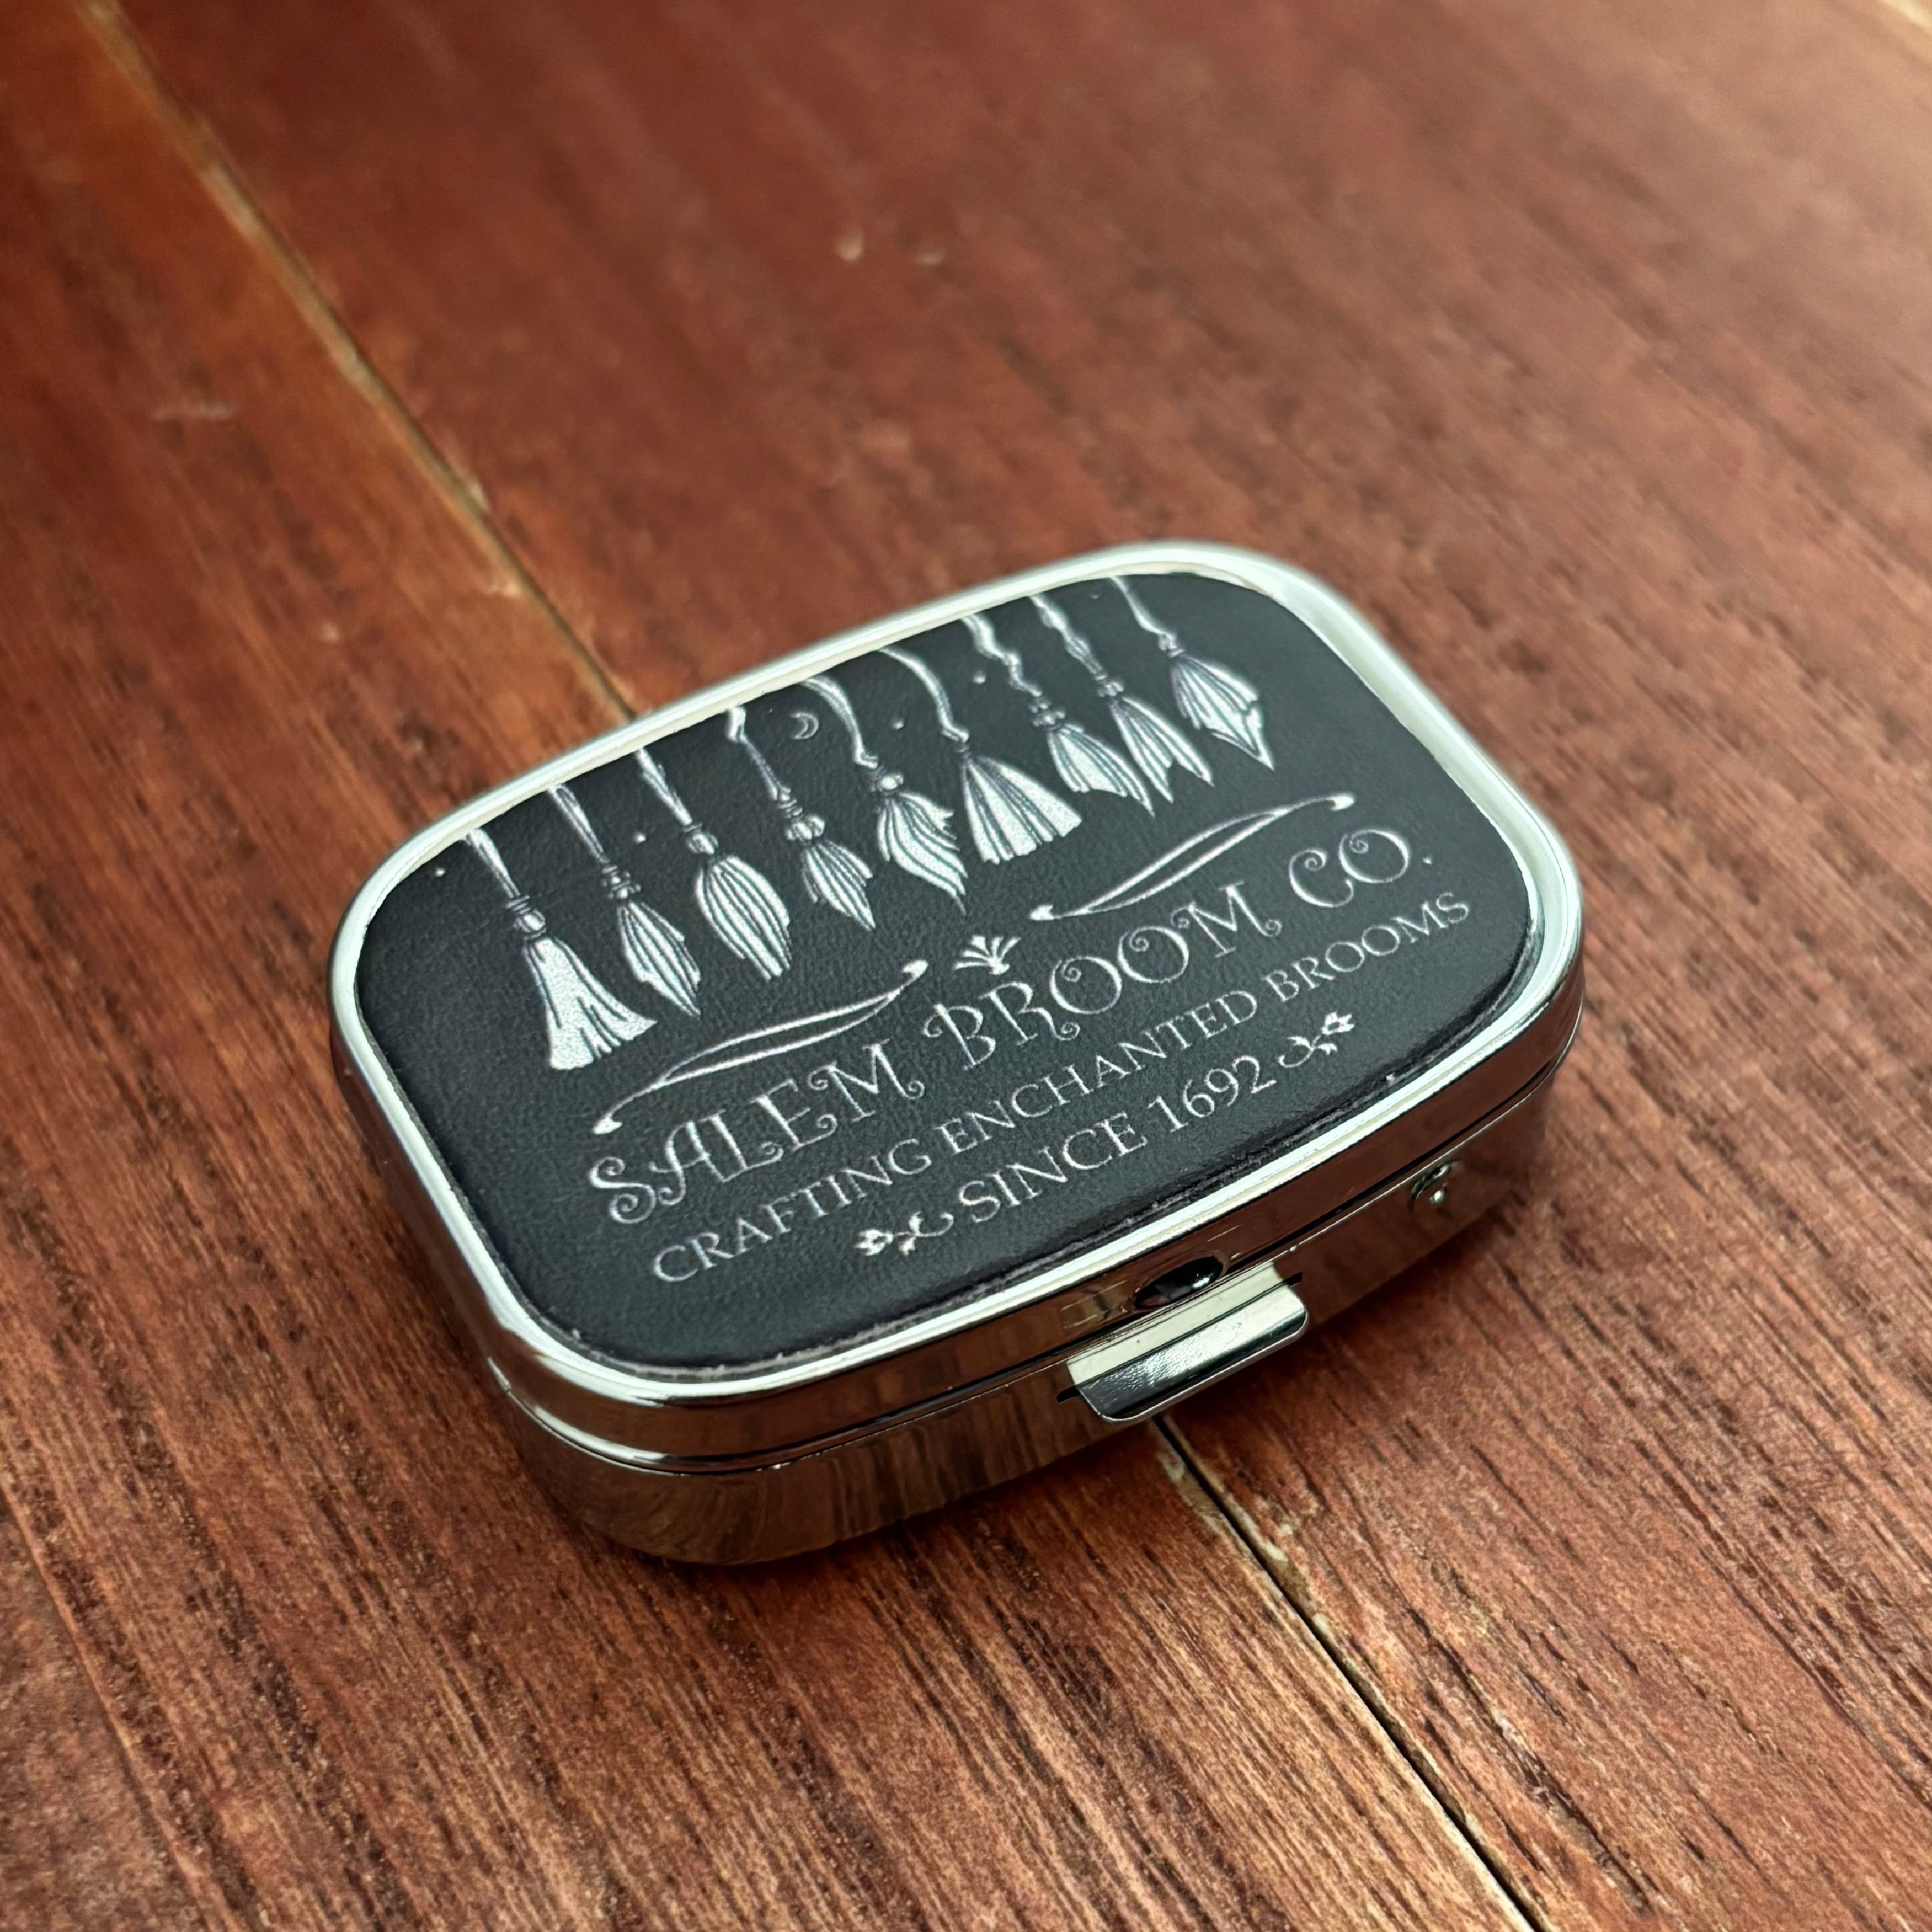 SALEM BROOM CO.
CRAFTING ENCHANTED BROOMS
SINCE 1692